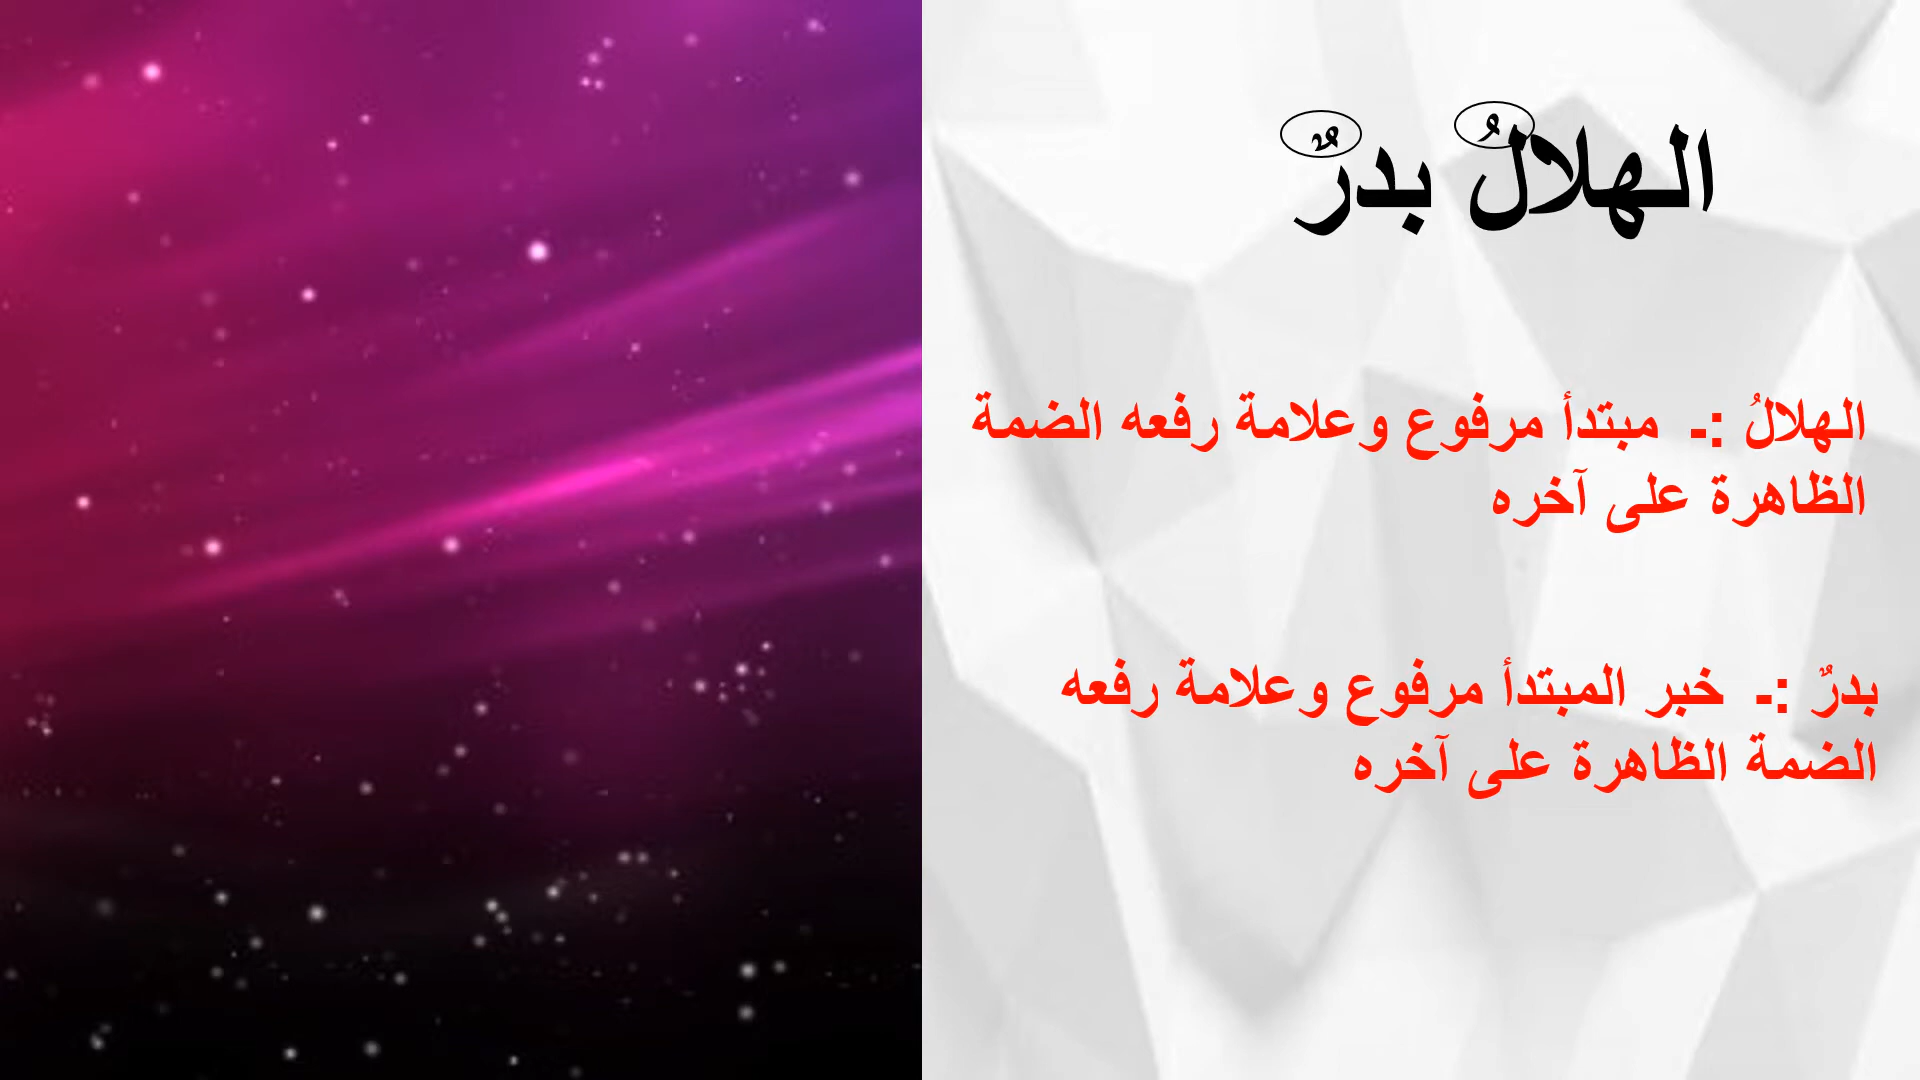 الهلالُ بدرٌ
الهلالُ :- مبتدأ مرفوع وعلامة رفعه الضمة
الظاهرة على آخره
بدرٌ :- خبر المبتدأ مرفوع وعلامة رفعه
الضمة الظاهرة على آخره